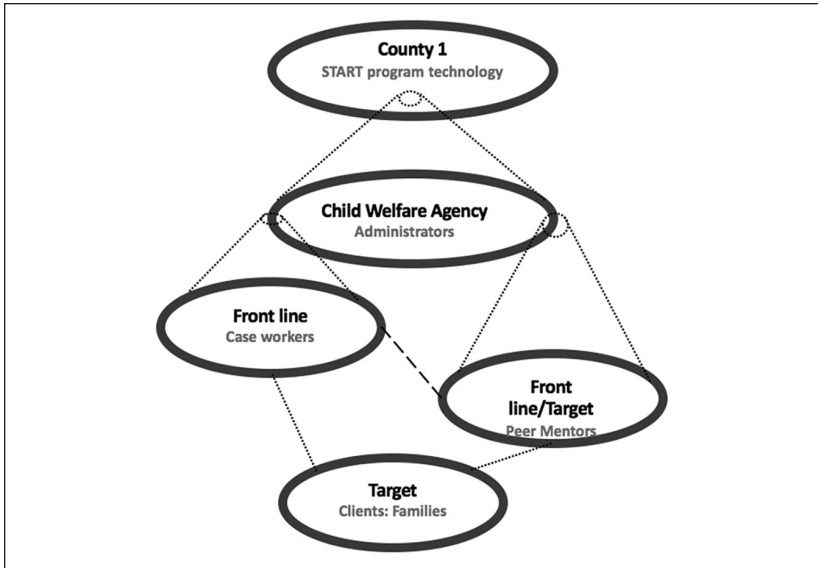 County 1
START program technology
Child Welfare Agency
Administrators
Front line
Case workers
Front
line/Target
Peer Mentors
Target
Clients: Families